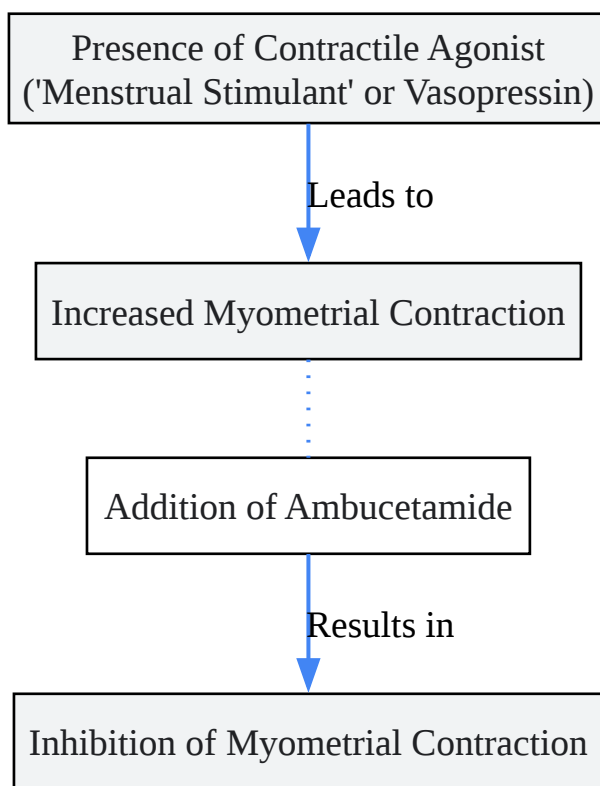 Presence of Contractile Agonist
('Menstrual Stimulant' or Vasopressin)
Leads to
Increased Myometrial Contraction
Addition of Ambucetamide
Results in
Inhibition of Myometrial Contraction